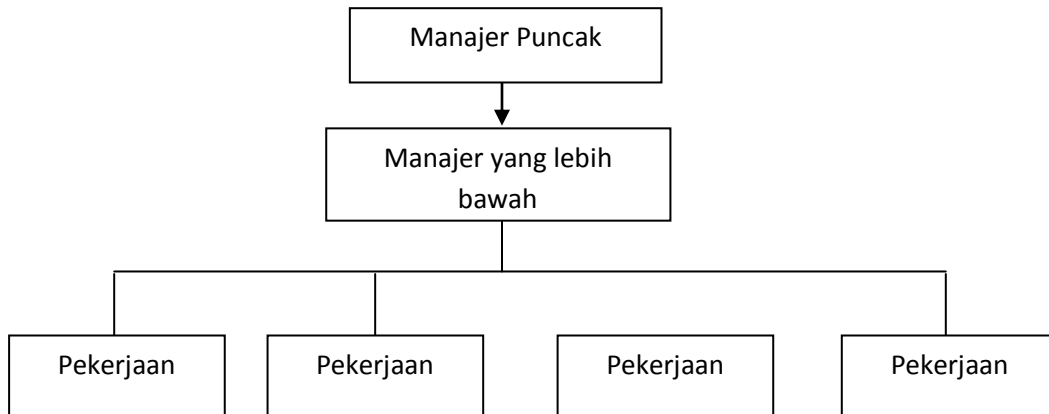 Manajer Puncak
Manajer yang lebih
bawah
Pekerjaan
Pekerjaan
Pekerjaan
Pekerjaan